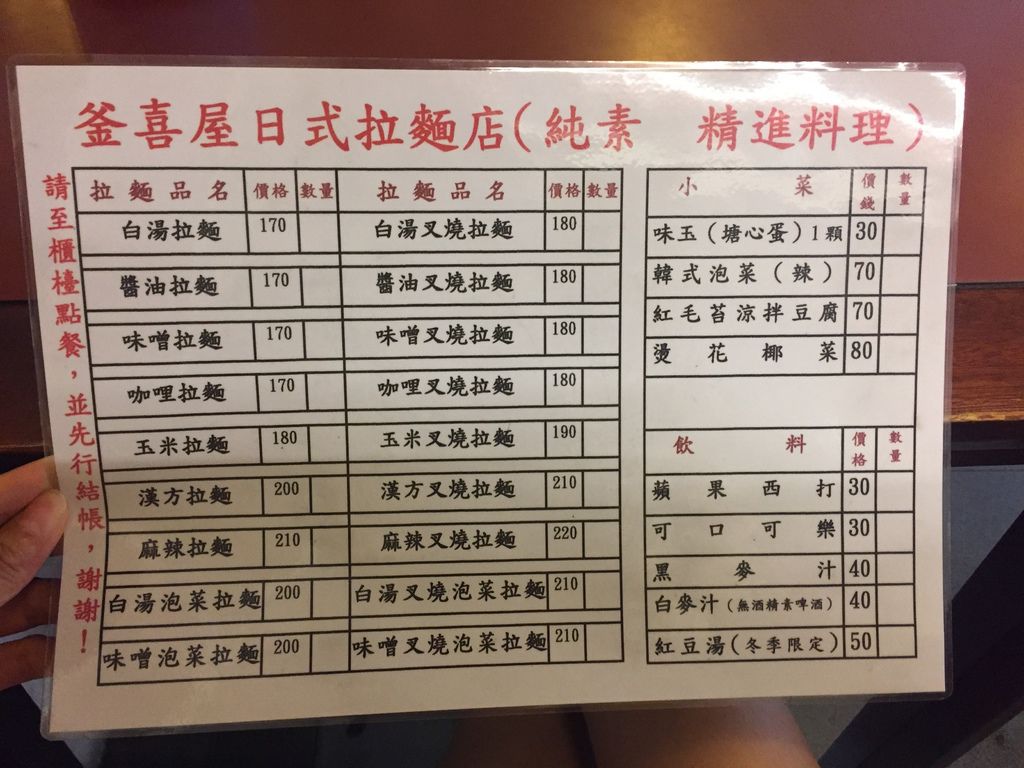 釜喜屋日式拉麵店(純素 精進料理)
請至櫃檯點餐，並先行結帳，謝謝！
拉麵品名 價格 數量 拉麵品名 價格 數量
白湯拉麵 170 白湯叉燒拉麵 180
醬油拉麵 170 醬油叉燒拉麵 180
味噌拉麵 170 味噌叉燒拉麵 180
咖哩拉麵 170 咖哩叉燒拉麵 180
玉米拉麵 180 玉米叉燒拉麵 190
漢方拉麵 200 漢方叉燒拉麵 210
麻辣拉麵 210 麻辣叉燒拉麵 220
白湯泡菜拉麵 200 白湯叉燒泡菜拉麵 210
味噌泡菜拉麵 200 味噌叉燒泡菜拉麵 210
小菜 價錢 數量
味玉(塘心蛋)1顆 30
韓式泡菜(辣) 70
紅毛苔涼拌豆腐 70
燙花椰菜 80
飲料 價格 數量
蘋果西打 30
可口可樂 30
黑麥汁 40
白麥汁(無酒精素啤酒) 40
紅豆湯(冬季限定) 50